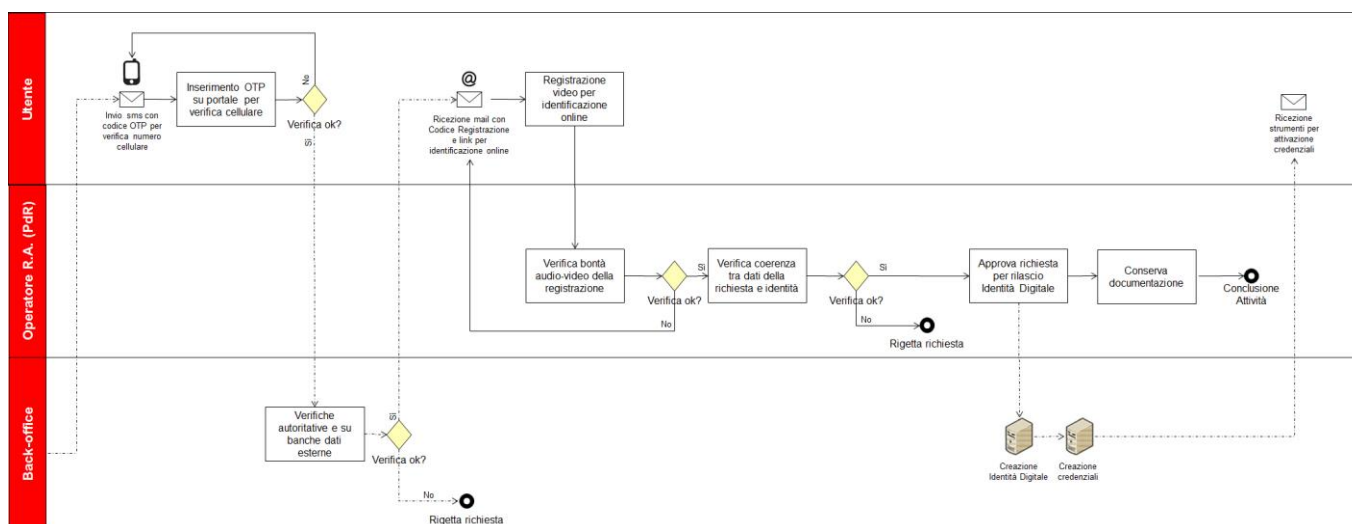 Utente
Invio sms con
codice OTP per
verifica numero
cellulare
Inserimento OTP
su portale per
verifica cellulare
No
Verifica ok?
Sì
@
Ricezione mail con
Codice Registrazione
e link per
identificazione online
Registrazione
video per
identificazione
online
Ricezione
strumenti per
attivazione
credenziali
Operatore R.A. (PdR)
Verifica bontà
audio-video della
registrazione
Sì
Verifica ok?
No
Verifica coerenza
tra dati della
richiesta e identità
Sì
Verifica ok?
No
Rigetta richiesta
Approva richiesta
per rilascio
Identità Digitale
Conserva
documentazione
Conclusione
Attività
Back-office
Verifiche
autoritative e su
banche dati
esterne
Sì
Verifica ok?
No
Rigetta richiesta
Creazione
Identità Digitale
Creazione
credenziali